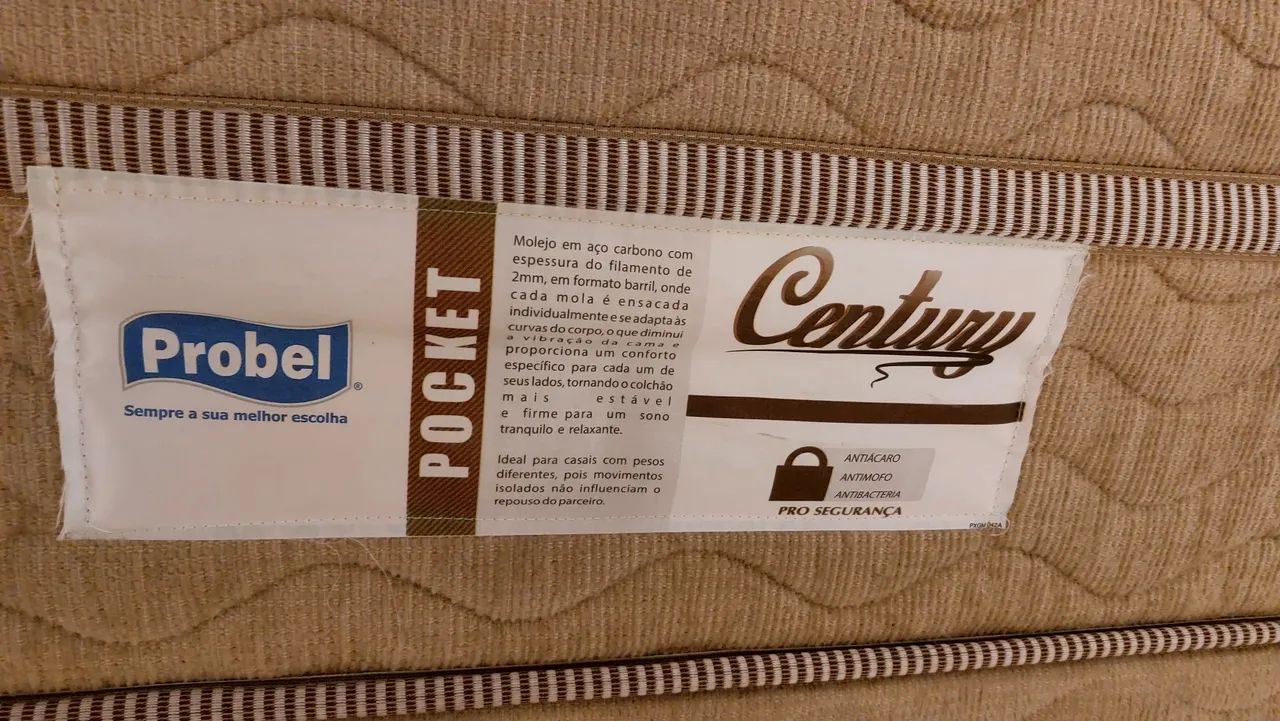 Probel®
Sempre a sua melhor escolha
POCKET
Molejo em aço carbono com
espessura do filamento de
2mm, em formato barril, onde
cada mola é ensacada
individualmente e se adapta às
curvas do corpo, o que diminui
a vibração da cama e
proporciona um conforto
específico para cada um de
seus lados, tornando o colchão
mais estável
e firme para um sono
tranquilo e relaxante.
Ideal para casais com pesos
diferentes, pois movimentos
isolados não influenciam o
repouso do parceiro.
Century
ANTIÁCARO
ANTIMOFO
ANTIBACTERIA
PRO SEGURANÇA